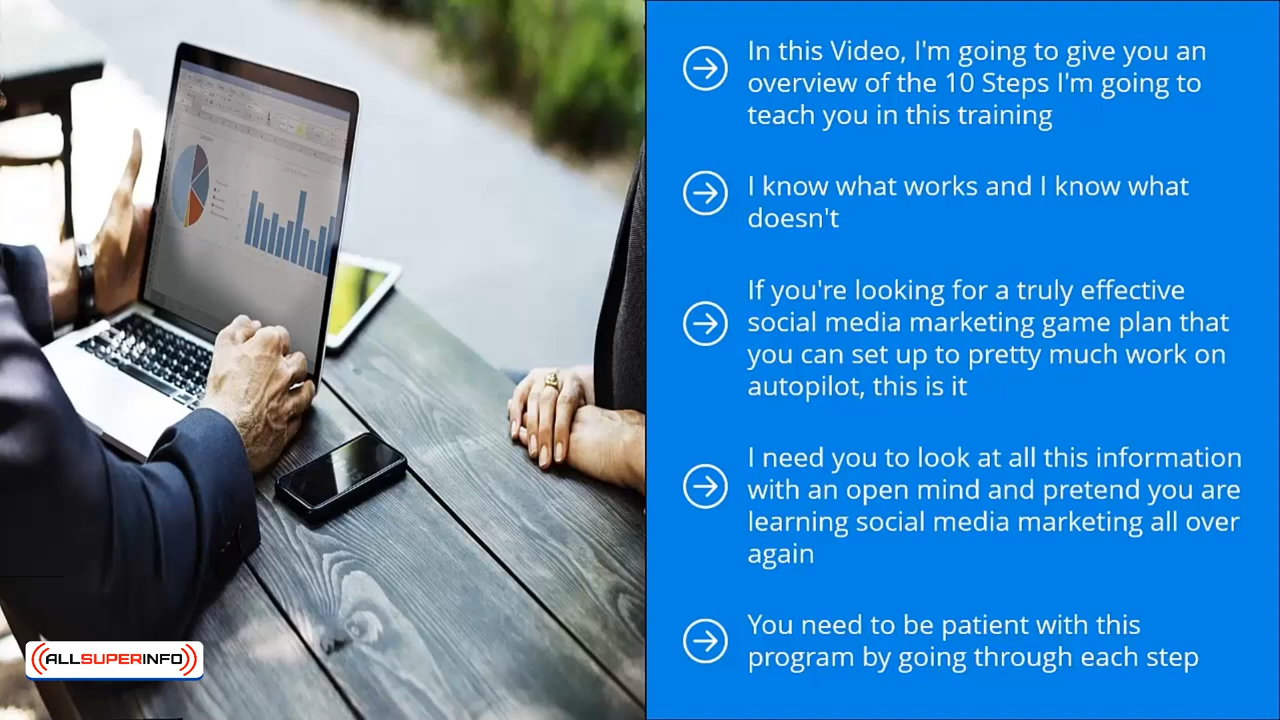 In this Video, I'm going to give you an
overview of the 10 Steps I'm going to
teach you in this training
I know what works and I know what
doesn't
If you're looking for a truly effective
social media marketing game plan that
you can set up to pretty much work on
autopilot, this is it
I need you to look at all this information
with an open mind and pretend you are
learning social media marketing all over
again
You need to be patient with this
program by going through each step
ALLSUPERINFO